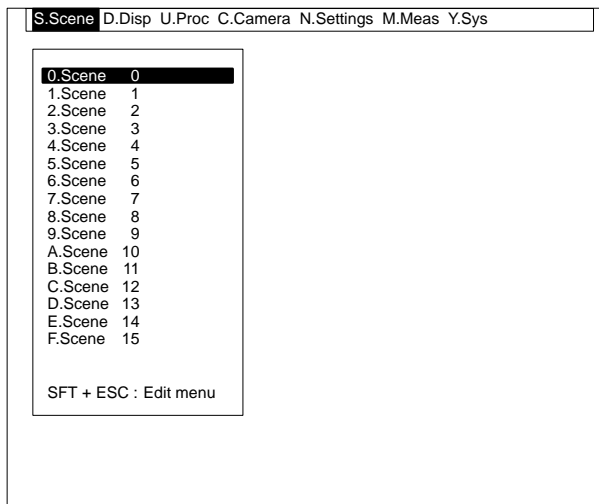 S.Scene D.Disp U.Proc C.Camera N.Settings M.Meas Y.Sys
0.Scene 0
1.Scene 1
2.Scene 2
3.Scene 3
4.Scene 4
5.Scene 5
6.Scene 6
7.Scene 7
8.Scene 8
9.Scene 9
A.Scene 10
B.Scene 11
C.Scene 12
D.Scene 13
E.Scene 14
F.Scene 15
SFT + ESC : Edit menu